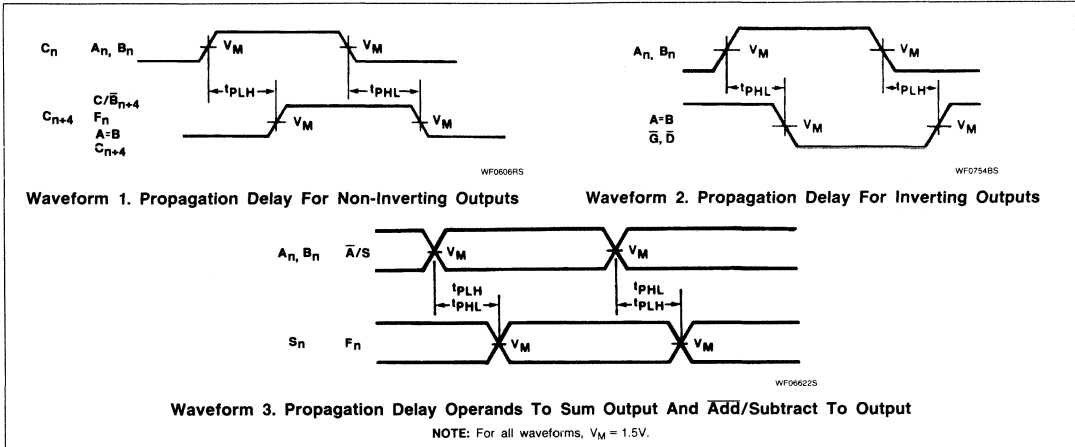 Cn An, Bn VM VM
tPLH tPHL
C/B̅n+4
Cn+4 Fn VM VM
A=B
Cn+4
WF0606RS
Waveform 1. Propagation Delay For Non-Inverting Outputs
An, Bn VM VM
tPHL tPLH
A=B VM VM
G̅, D̅
WF0754BS
Waveform 2. Propagation Delay For Inverting Outputs
An, Bn A̅/S VM VM
tPLH tPHL
tPHL tPLH
Sn Fn VM VM
WF06622S
Waveform 3. Propagation Delay Operands To Sum Output And A̅d̅d̅/Subtract To Output
NOTE: For all waveforms, VM = 1.5V.